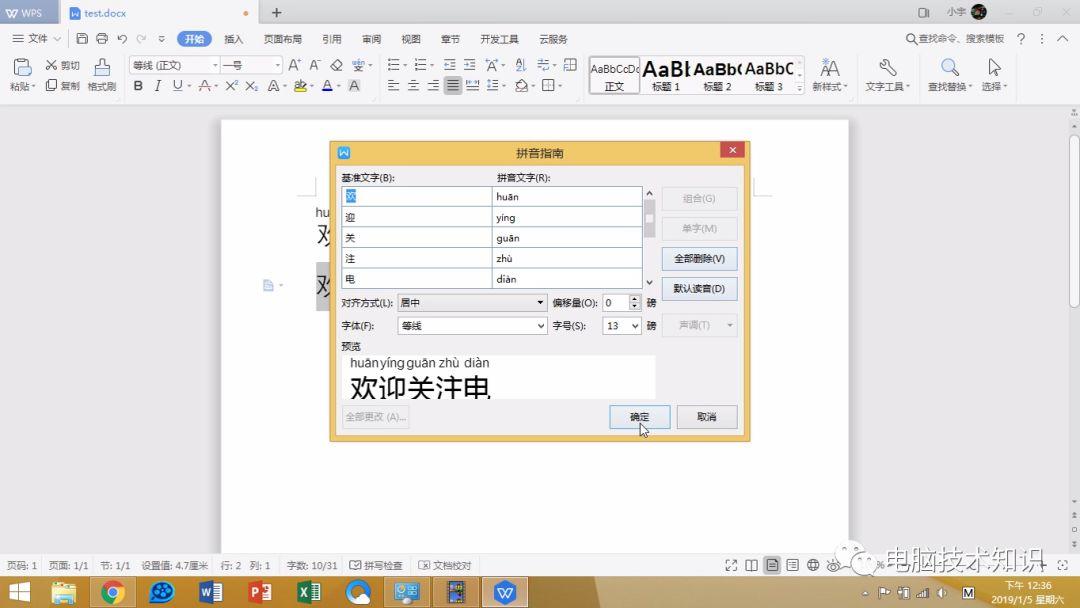 WPS test.docx 小宇
文件 开始 插入 页面布局 引用 审阅 视图 章节 开发工具 云服务 查找命令、搜索模板
粘贴 剪切 复制 格式刷 等线 (正文) 一号 AaBbCcDc 正文 AaBb 标题 1 AaBb( 标题 2 AaBbC 标题 3 新样式 文字工具 查找替换 选择
拼音指南
基准文字(B): 拼音文字(R):
欢 huān 组合(G)
迎 yíng 单字(M)
关 guān
注 zhù 全部删除(V)
电 diàn 默认读音(D)
对齐方式(L): 居中 偏移量(O): 0 磅
字体(F): 等线 字号(S): 13 磅 声调(T)
预览
huānyíng guān zhù diàn
欢迎关注电
全部更改 (A)... 确定 取消
hu
页码: 1 页面: 1/1 节: 1/1 设置值: 4.7厘米 行: 2 列: 1 字数: 10/31 拼写检查 文档校对
电脑技术知识
下午 12:36
2019/1/5 星期六